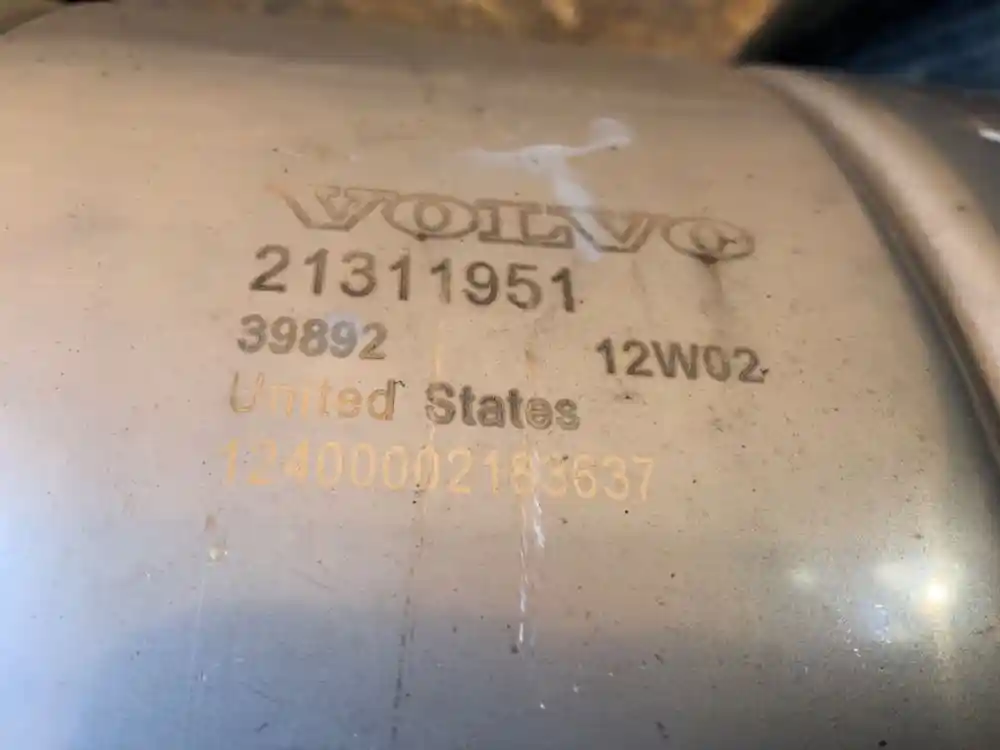 VOLVO
21311951
39892 12W02
United States
12400002183637